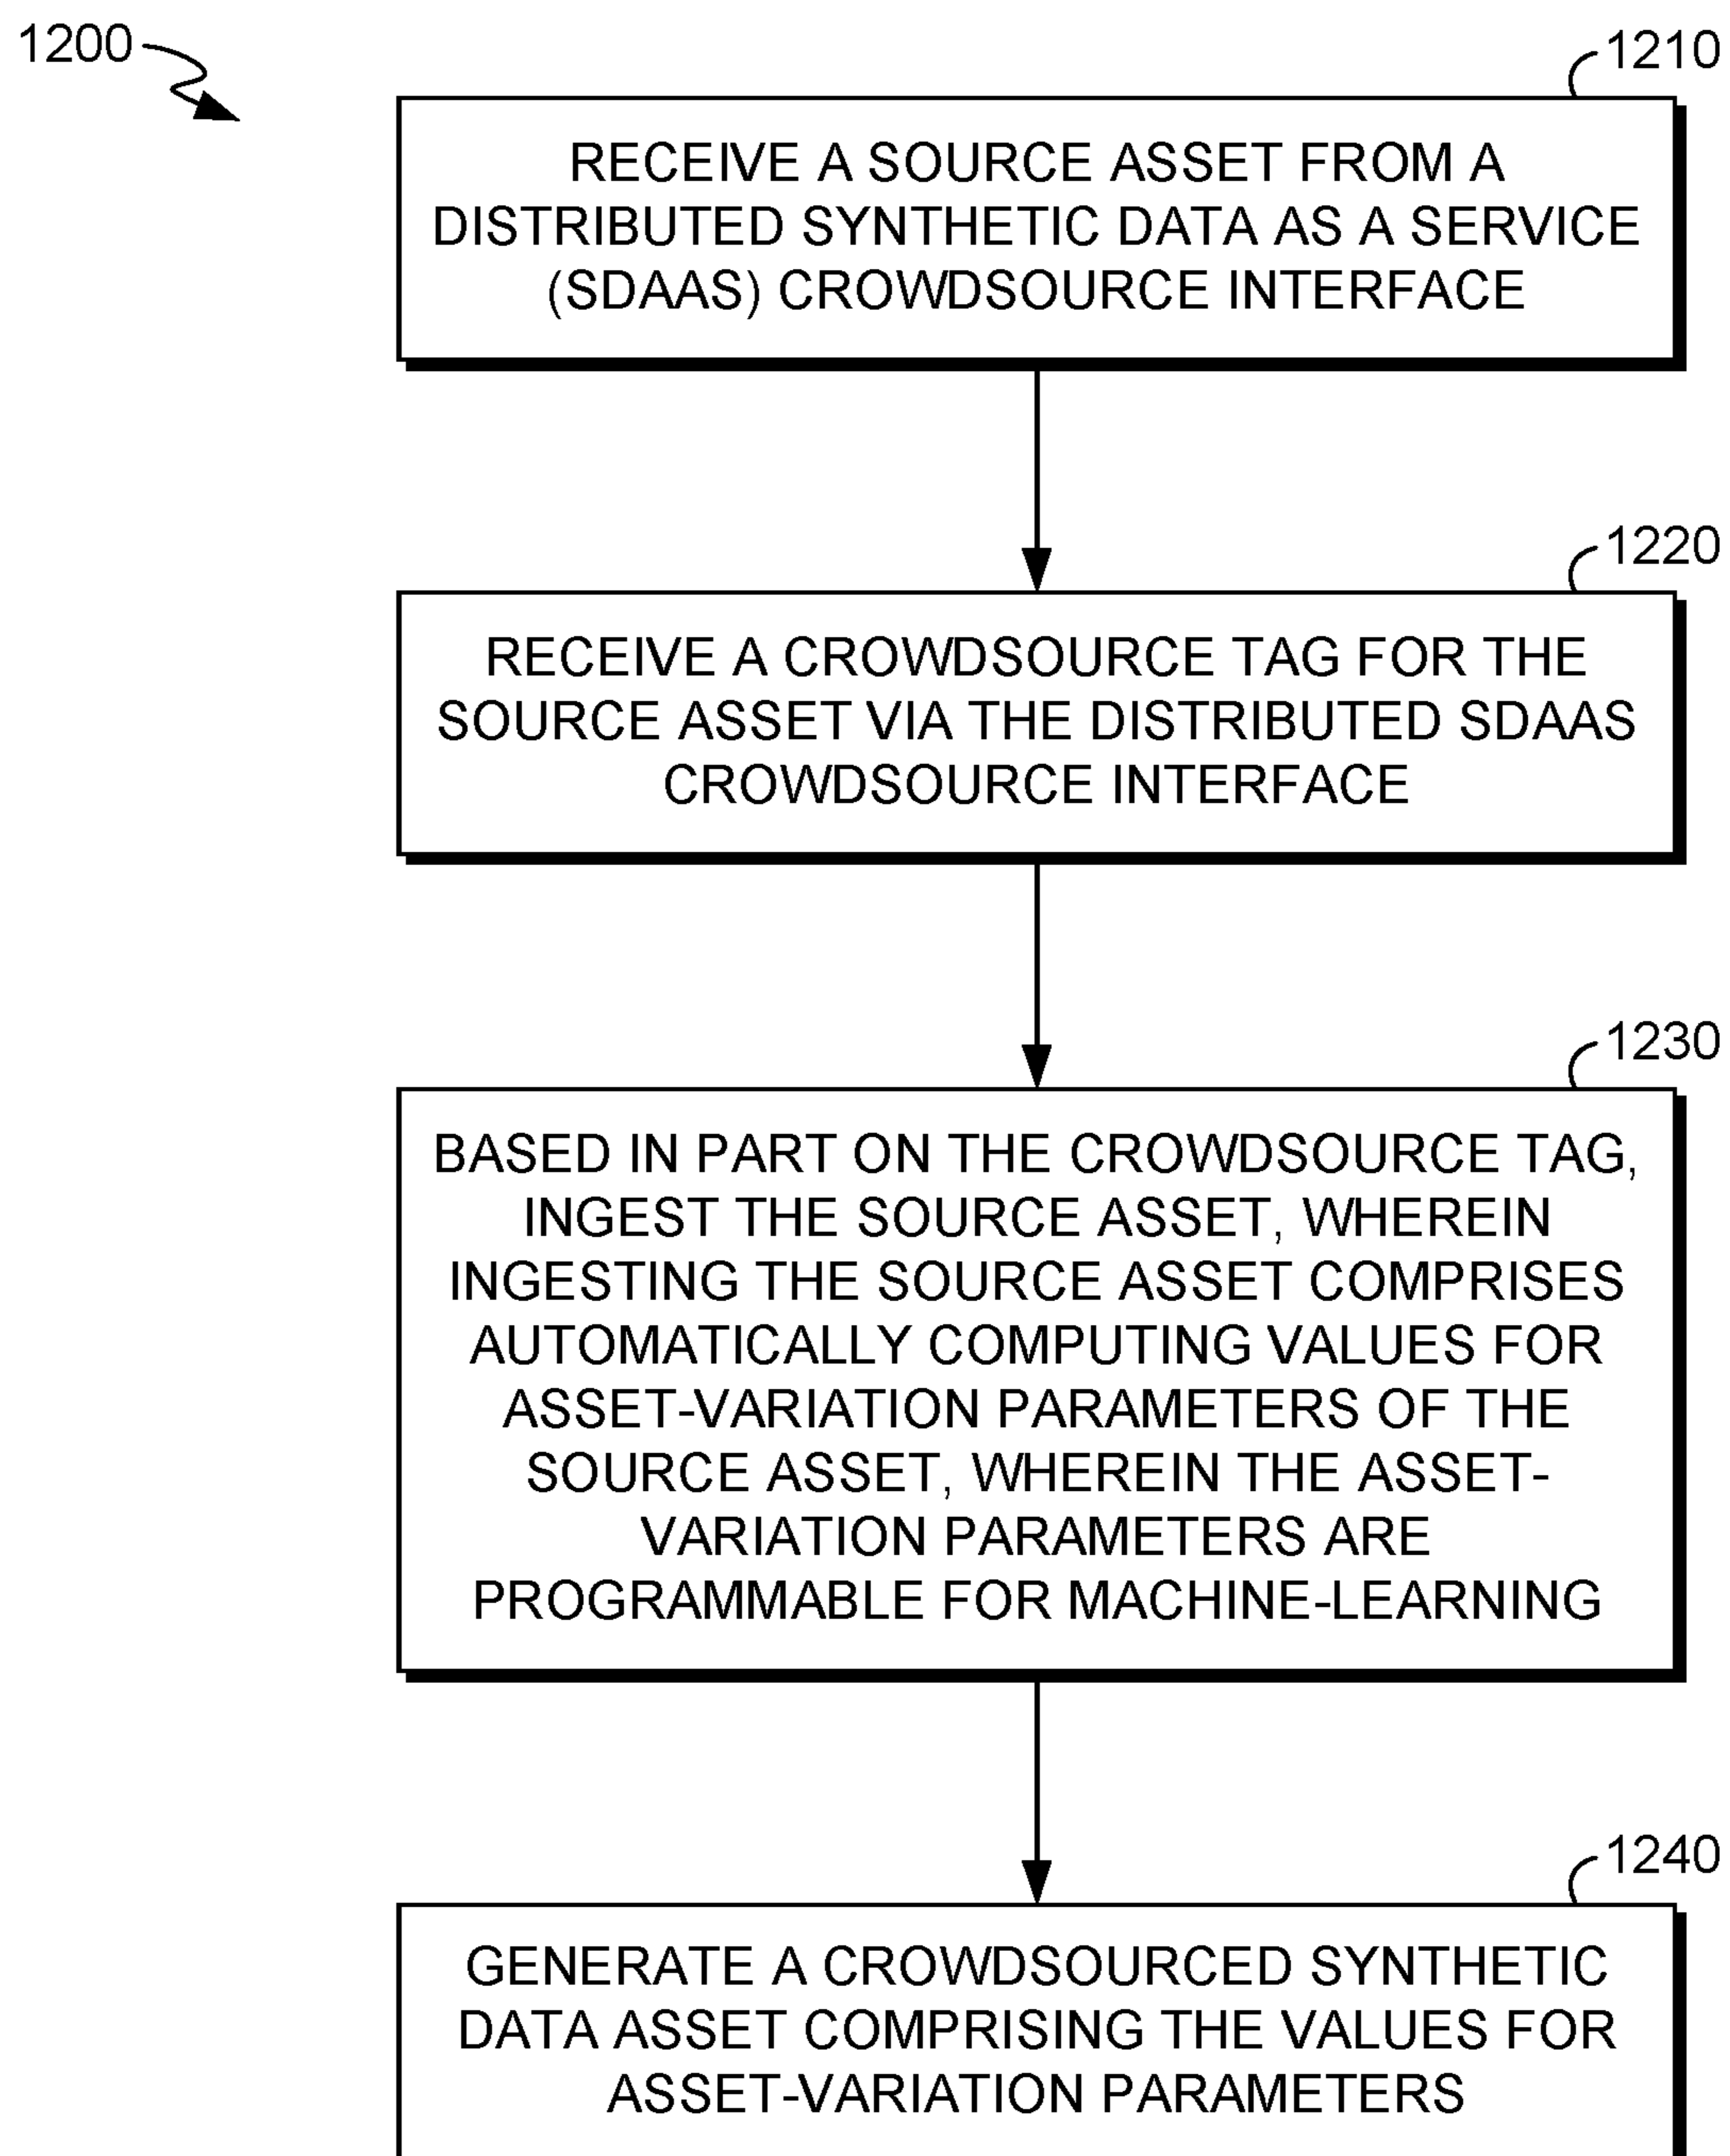 1200
1210
RECEIVE A SOURCE ASSET FROM A
DISTRIBUTED SYNTHETIC DATA AS A SERVICE
(SDAAS) CROWDSOURCE INTERFACE
1220
RECEIVE A CROWDSOURCE TAG FOR THE
SOURCE ASSET VIA THE DISTRIBUTED SDAAS
CROWDSOURCE INTERFACE
1230
BASED IN PART ON THE CROWDSOURCE TAG,
INGEST THE SOURCE ASSET, WHEREIN
INGESTING THE SOURCE ASSET COMPRISES
AUTOMATICALLY COMPUTING VALUES FOR
ASSET-VARIATION PARAMETERS OF THE
SOURCE ASSET, WHEREIN THE ASSET-
VARIATION PARAMETERS ARE
PROGRAMMABLE FOR MACHINE-LEARNING
1240
GENERATE A CROWDSOURCED SYNTHETIC
DATA ASSET COMPRISING THE VALUES FOR
ASSET-VARIATION PARAMETERS